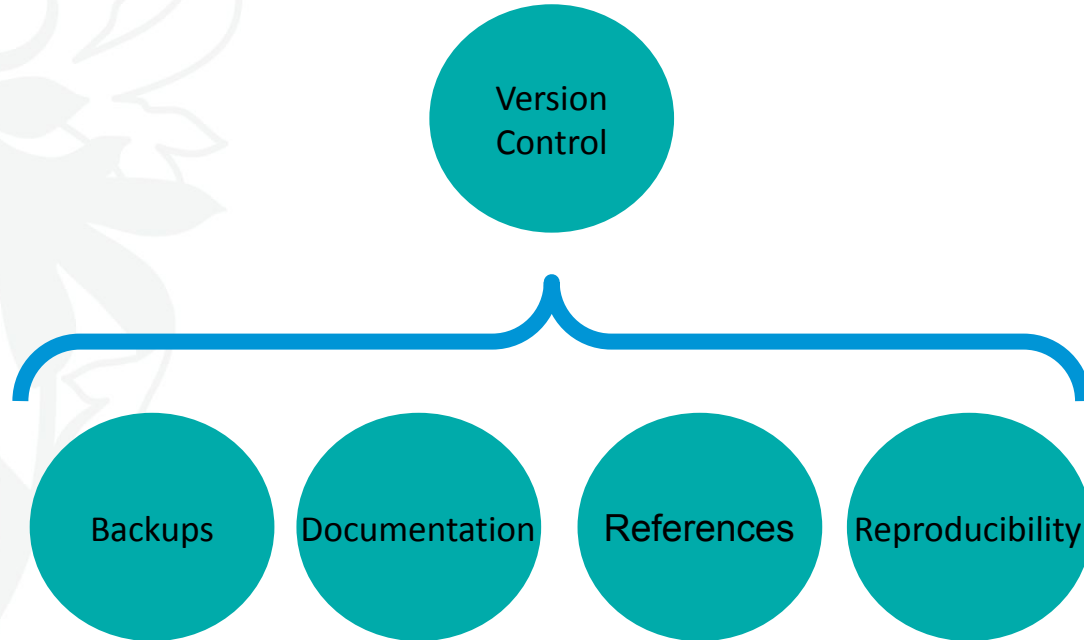 Version
Control
Backups
Documentation
References
Reproducibility